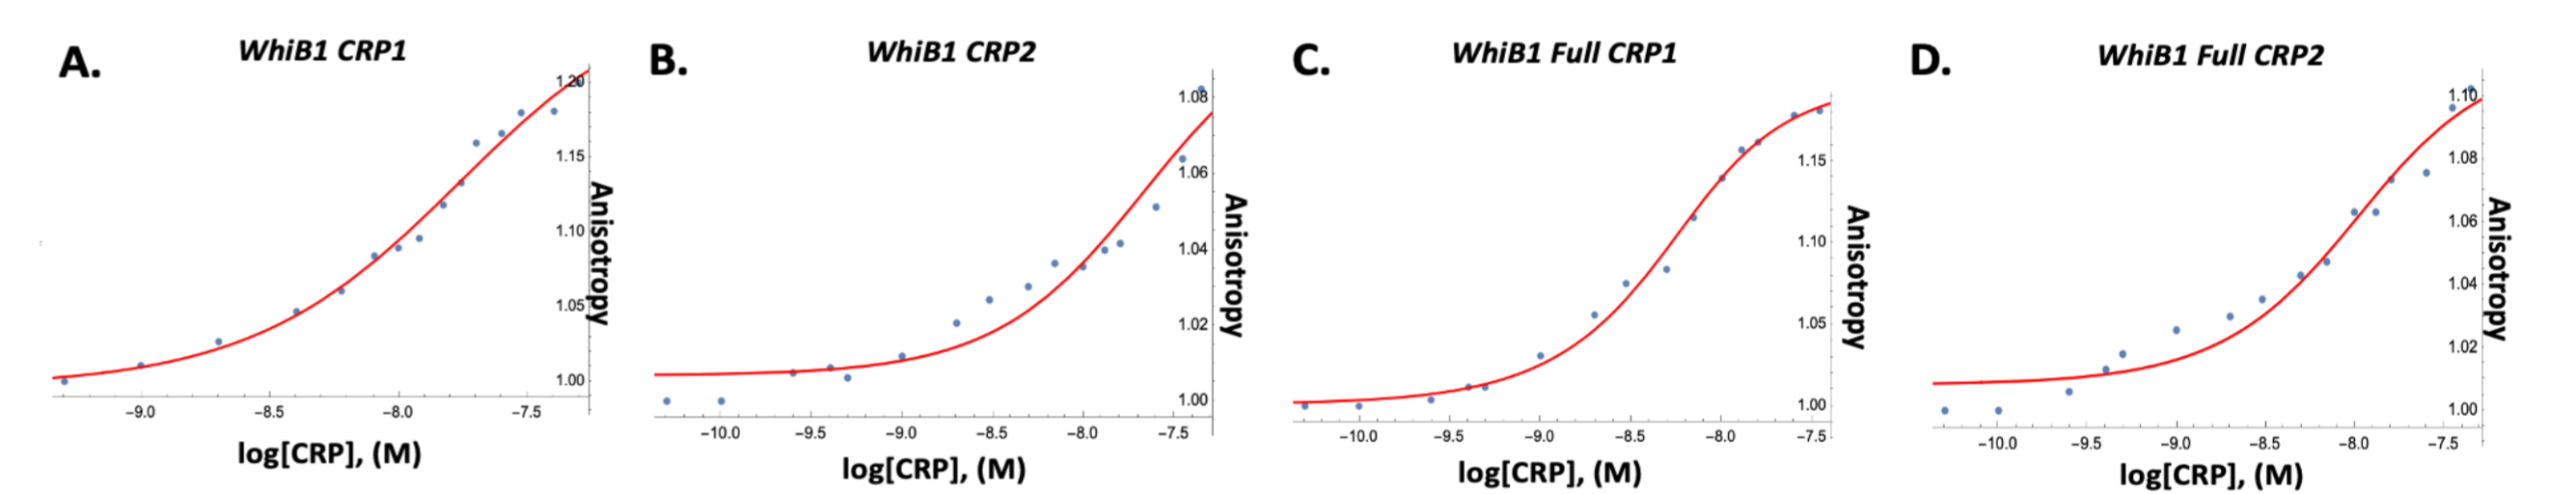 A.
WhiB1 CRP1
1.20
1.15
1.10
1.05
1.00
−9.0 −8.5 −8.0 −7.5
Anisotropy
log[CRP], (M)
B.
WhiB1 CRP2
1.08
1.06
1.04
1.02
1.00
−10.0 −9.5 −9.0 −8.5 −8.0 −7.5
Anisotropy
log[CRP], (M)
C.
WhiB1 Full CRP1
1.15
1.10
1.05
1.00
−10.0 −9.5 −9.0 −8.5 −8.0 −7.5
Anisotropy
log[CRP], (M)
D.
WhiB1 Full CRP2
1.10
1.08
1.06
1.04
1.02
1.00
−10.0 −9.5 −9.0 −8.5 −8.0 −7.5
Anisotropy
log[CRP], (M)